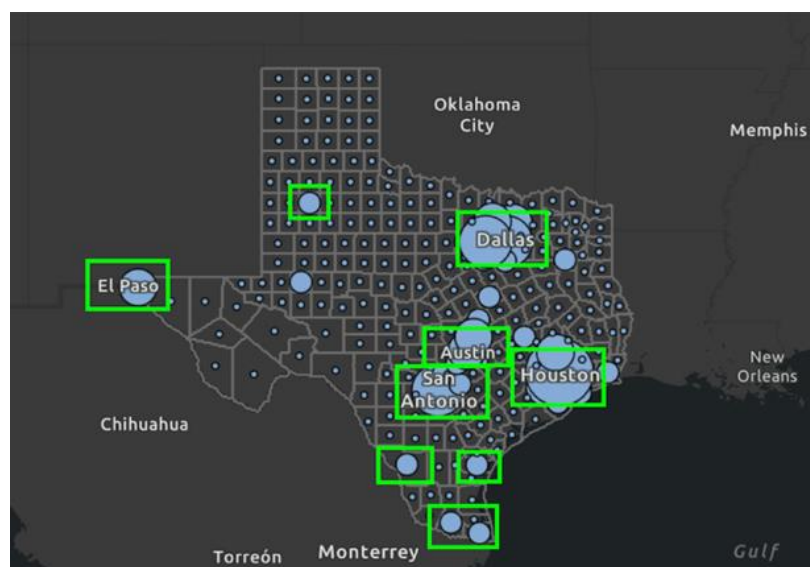 Oklahoma
City
Memphis
Dallas
El Paso
Austin
San
Antonio
Houston
New
Orleans
Chihuahua
Torreón
Monterrey
Gulf